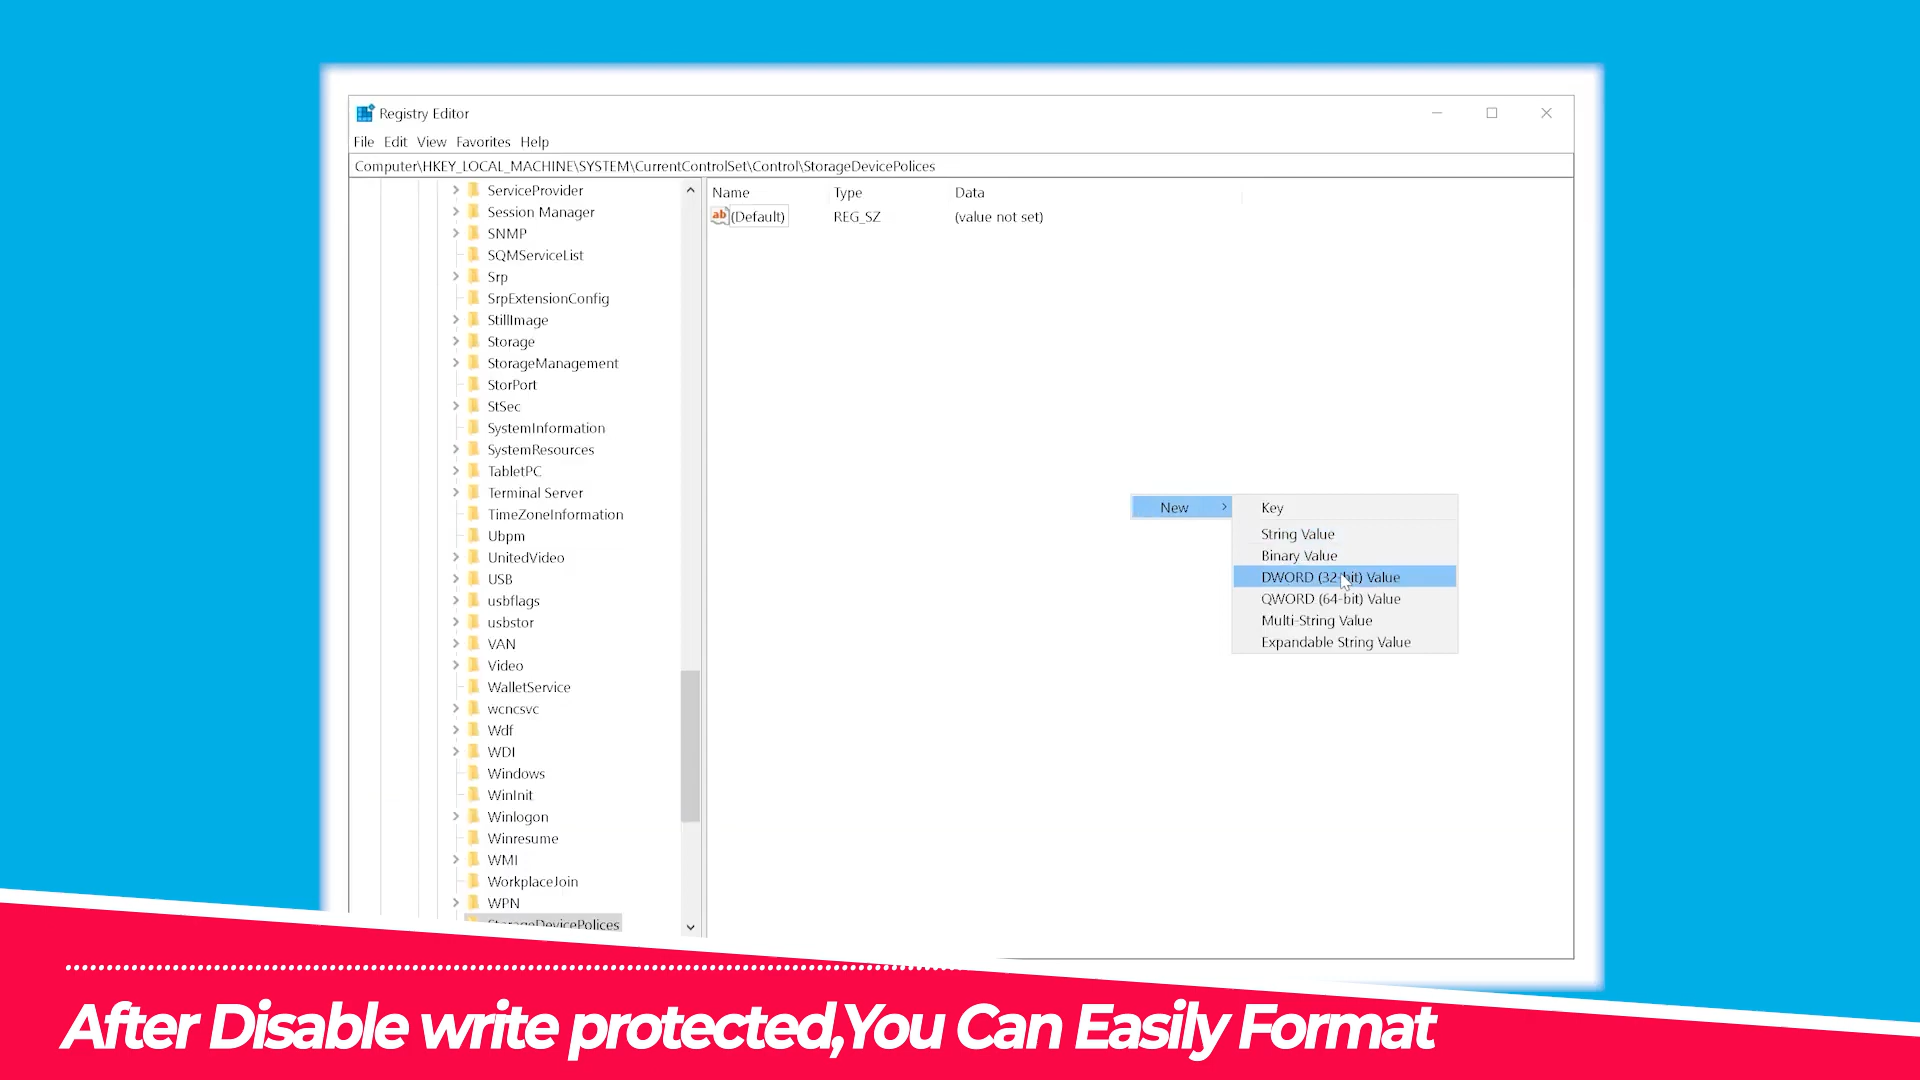 Registry Editor
File Edit View Favorites Help
Computer\HKEY_LOCAL_MACHINE\SYSTEM\CurrentControlSet\Control\StorageDevicePolices
ServiceProvider
Session Manager
SNMP
SQMServiceList
Srp
SrpExtensionConfig
StillImage
Storage
StorageManagement
StorPort
StSec
SystemInformation
SystemResources
TabletPC
Terminal Server
TimeZoneInformation
Ubpm
UnitedVideo
USB
usbflags
usbstor
VAN
Video
WalletService
wcncsvc
Wdf
WDI
Windows
WinInit
Winlogon
Winresume
WMI
WorkplaceJoin
WPN
StorageDevicePolices
Name Type Data
ab (Default) REG_SZ (value not set)
New
Key
String Value
Binary Value
DWORD (32-bit) Value
QWORD (64-bit) Value
Multi-String Value
Expandable String Value
After Disable write protected,You Can Easily Format